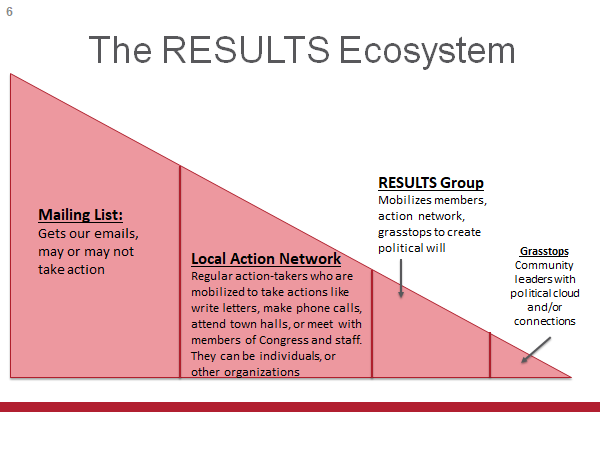 6
The RESULTS Ecosystem
Mailing List:
Gets our emails,
may or may not
take action
Local Action Network
Regular action-takers who are
mobilized to take actions like
write letters, make phone calls,
attend town halls, or meet with
members of Congress and staff.
They can be individuals, or
other organizations
RESULTS Group
Mobilizes members,
action network,
grasstops to create
political will
Grasstops
Community
leaders with
political cloud
and/or
connections